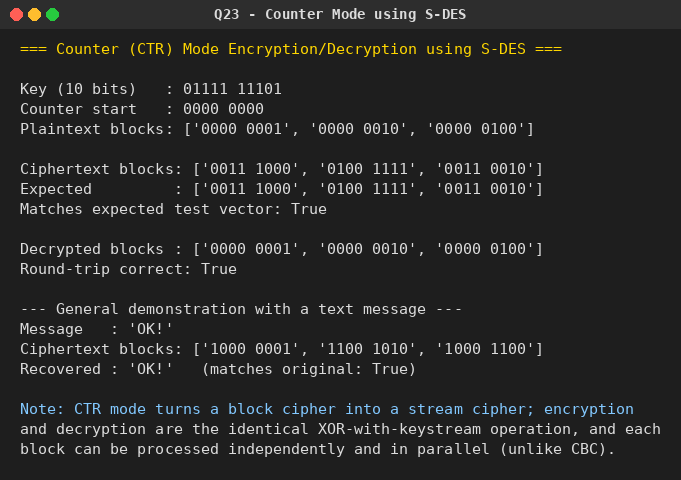 Q23 - Counter Mode using S-DES
=== Counter (CTR) Mode Encryption/Decryption using S-DES ===
Key (10 bits)   : 01111 11101
Counter start   : 0000 0000
Plaintext blocks: ['0000 0001', '0000 0010', '0000 0100']
Ciphertext blocks: ['0011 1000', '0100 1111', '0011 0010']
Expected         : ['0011 1000', '0100 1111', '0011 0010']
Matches expected test vector: True
Decrypted blocks : ['0000 0001', '0000 0010', '0000 0100']
Round-trip correct: True
--- General demonstration with a text message ---
Message   : 'OK!'
Ciphertext blocks: ['1000 0001', '1100 1010', '1000 1100']
Recovered : 'OK!'   (matches original: True)
Note: CTR mode turns a block cipher into a stream cipher; encryption
and decryption are the identical XOR-with-keystream operation, and each
block can be processed independently and in parallel (unlike CBC).